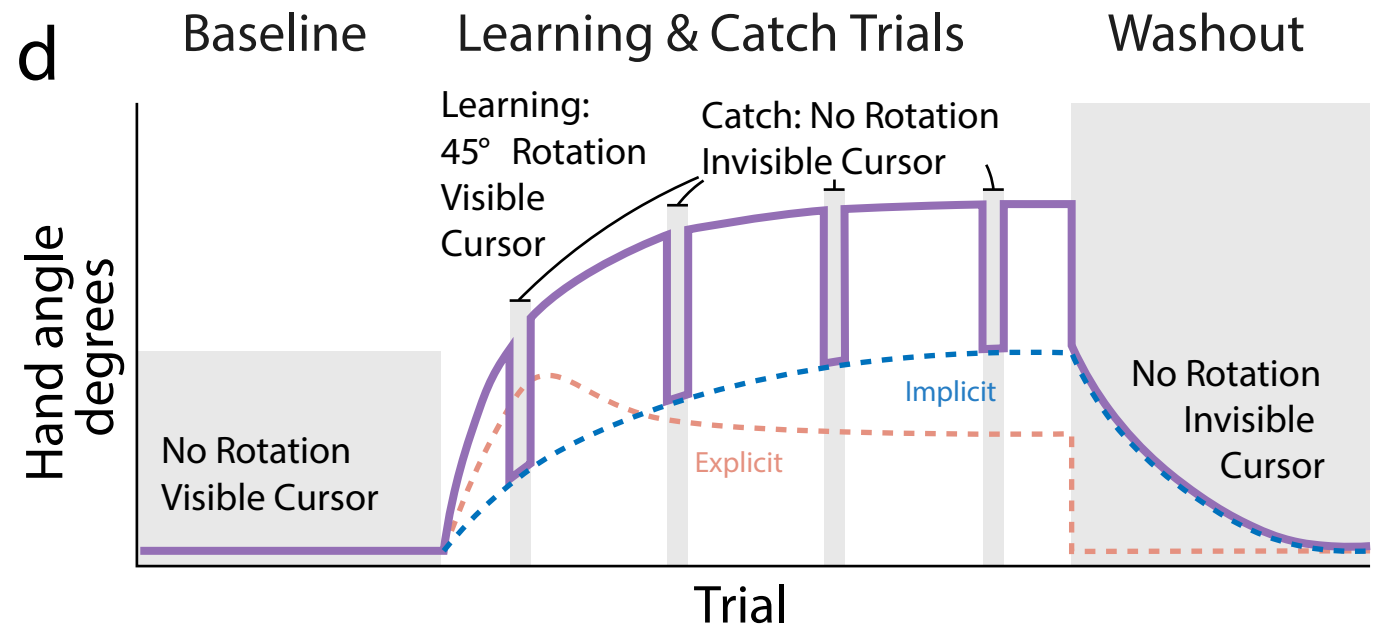 d
Baseline
Learning & Catch Trials
Washout
Learning:
45° Rotation
Visible
Cursor
Catch: No Rotation
Invisible Cursor
Hand angle
degrees
No Rotation
Visible Cursor
Implicit
Explicit
No Rotation
Invisible
Cursor
Trial